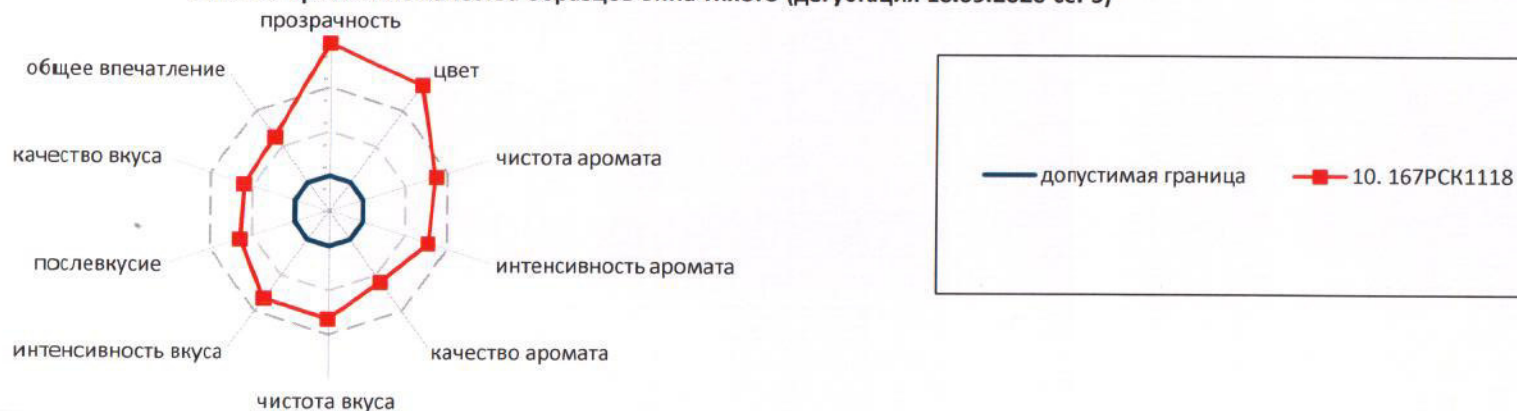 прозрачность
общее впечатление
цвет
качество вкуса
чистота аромата
допустимая граница
10. 167РСК1118
послевкусие
интенсивность аромата
интенсивность вкуса
качество аромата
чистота вкуса